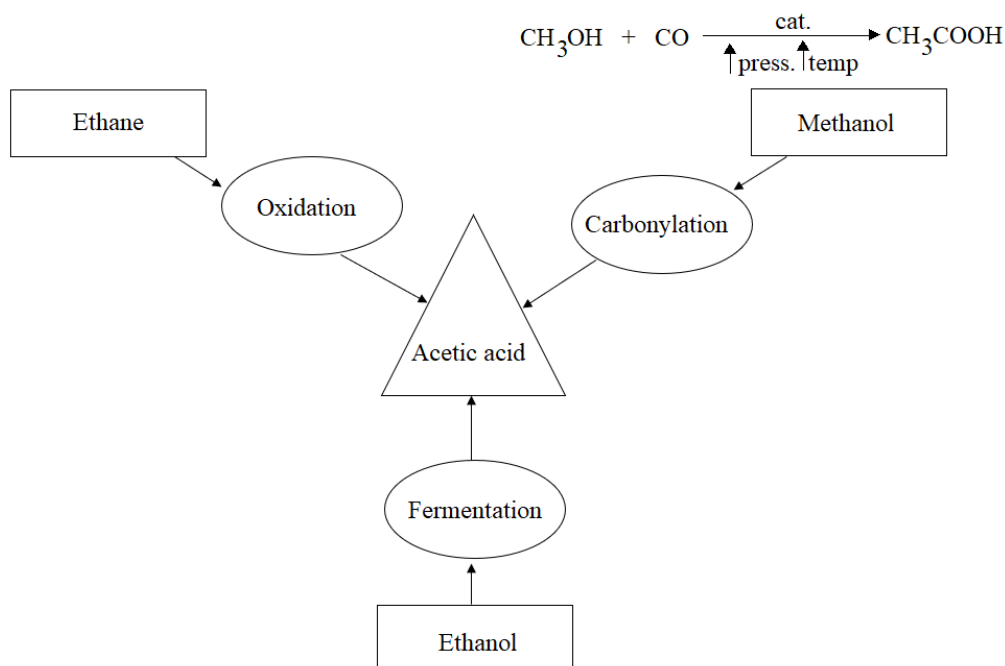 cat.
CH₃OH + CO CH₃COOH
press. temp
Ethane
Methanol
Oxidation
Carbonylation
Acetic acid
Fermentation
Ethanol